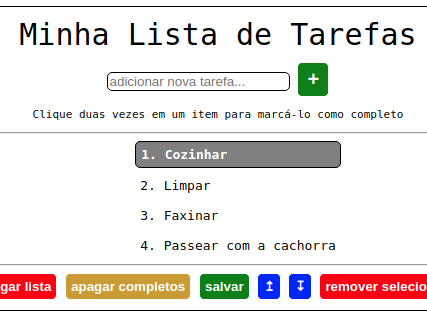 Minha Lista de Tarefas
adicionar nova tarefa... +
Clique duas vezes em um item para marcá-lo como completo
1. Cozinhar
2. Limpar
3. Faxinar
4. Passear com a cachorra
gar lista apagar completos salvar ↥ ↧ remover selecio